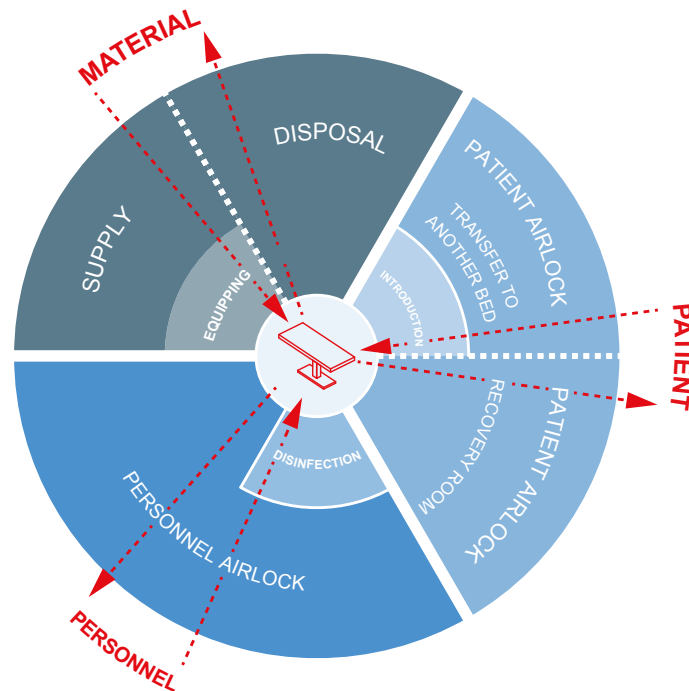 MATERIAL
DISPOSAL
SUPPLY
EQUIPPING
PATIENT AIRLOCK
TRANSFER TO
ANOTHER BED
INTRODUCTION
PATIENT
PATIENT AIRLOCK
RECOVERY ROOM
DISINFECTION
PERSONNEL AIRLOCK
PERSONNEL